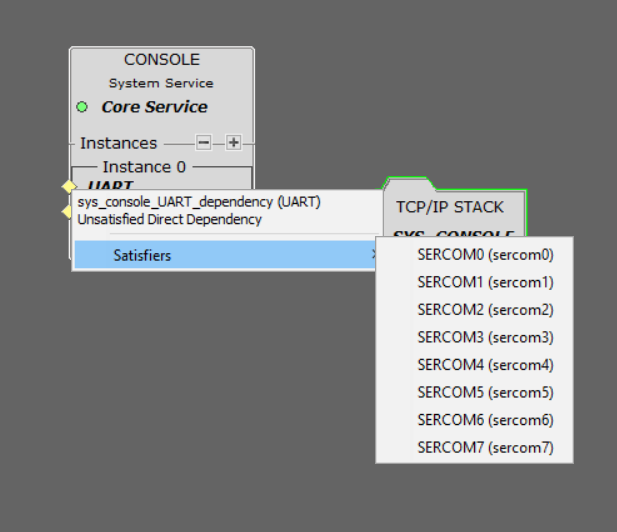 CONSOLE
System Service
Core Service
Instances
Instance 0
UART
sys_console_UART_dependency (UART)
Unsatisfied Direct Dependency
Satisfiers
TCP/IP STACK
SYS_CONSOLE
SERCOM0 (sercom0)
SERCOM1 (sercom1)
SERCOM2 (sercom2)
SERCOM3 (sercom3)
SERCOM4 (sercom4)
SERCOM5 (sercom5)
SERCOM6 (sercom6)
SERCOM7 (sercom7)